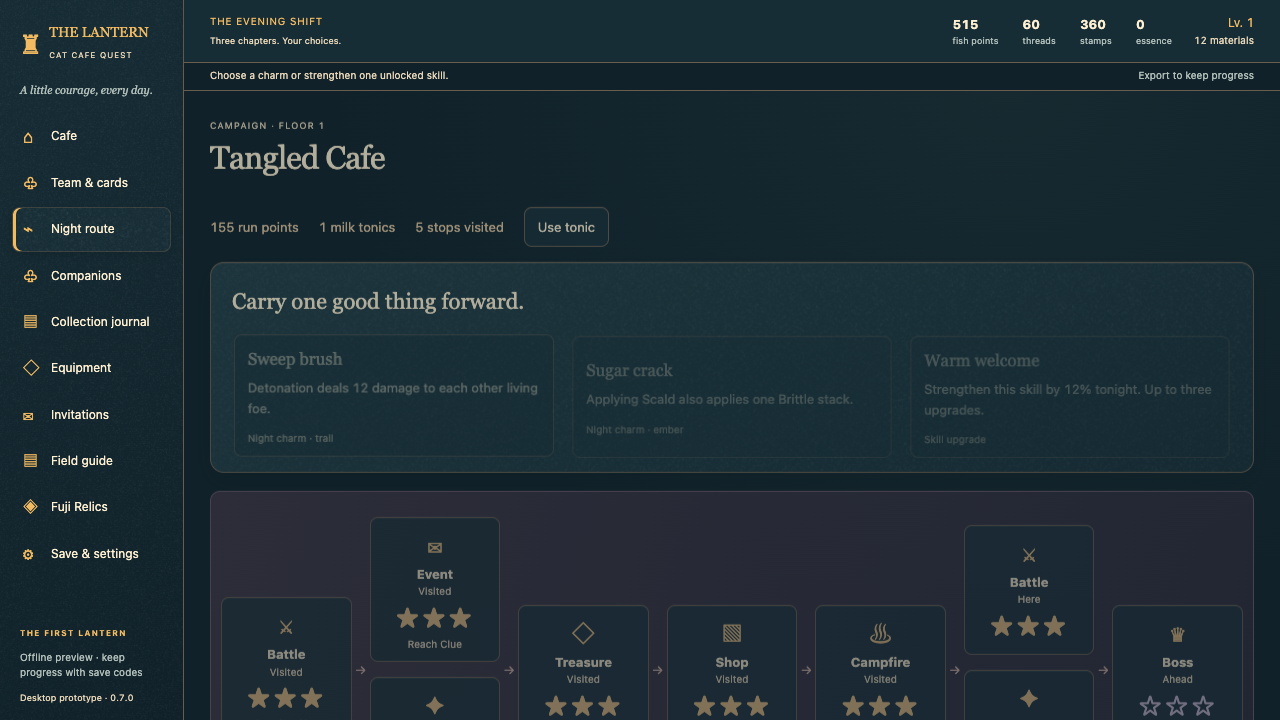 THE LANTERN
CAT CAFE QUEST
A little courage, every day.
Cafe
Team & cards
Night route
Companions
Collection journal
Equipment
Invitations
Field guide
Fuji Relics
Save & settings
THE FIRST LANTERN
Offline preview · keep
progress with save codes
Desktop prototype · 0.7.0
THE EVENING SHIFT
Three chapters. Your choices.
515
fish points
60
threads
360
stamps
0
essence
Lv. 1
12 materials
Choose a charm or strengthen one unlocked skill.
Export to keep progress
CAMPAIGN · FLOOR 1
Tangled Cafe
155 run points
1 milk tonics
5 stops visited
Use tonic
Carry one good thing forward.
Sweep brush
Detonation deals 12 damage to each other living
foe.
Night charm · trail
Sugar crack
Applying Scald also applies one Brittle stack.
Night charm · ember
Warm welcome
Strengthen this skill by 12% tonight. Up to three
upgrades.
Skill upgrade
Battle
Visited
Event
Visited
Reach Clue
Treasure
Visited
Shop
Visited
Campfire
Visited
Battle
Here
Boss
Ahead